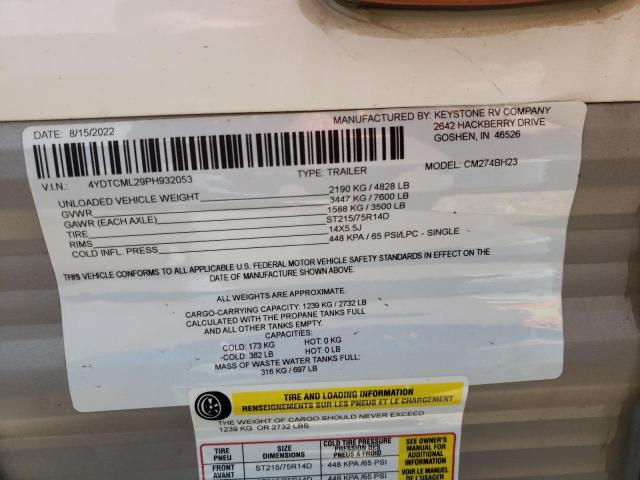 MANUFACTURED BY: KEYSTONE RV COMPANY
2642 HACKBERRY DRIVE
GOSHEN, IN 46526
DATE: 8/15/2022
V.I.N.: 4YDTCML29PH932053
TYPE: TRAILER
MODEL: CM274BH23
UNLOADED VEHICLE WEIGHT 2190 KG / 4828 LB
GVWR 3447 KG / 7600 LB
GAWR (EACH AXLE) 1588 KG / 3500 LB
TIRE ST215/75R14D
RIMS 14X5.5J
COLD INFL. PRESS 448 KPA / 65 PSI/LPC - SINGLE
THIS VEHICLE CONFORMS TO ALL APPLICABLE U.S. FEDERAL MOTOR VEHICLE SAFETY STANDARDS IN EFFECT ON THE
DATE OF MANUFACTURE SHOWN ABOVE.
ALL WEIGHTS ARE APPROXIMATE.
CARGO-CARRYING CAPACITY: 1239 KG / 2732 LB
CALCULATED WITH THE PROPANE TANKS FULL
AND ALL OTHER TANKS EMPTY.
CAPACITIES:
COLD: 173 KG HOT: 0 KG
COLD: 382 LB HOT: 0 LB
MASS OF WASTE WATER TANKS FULL:
316 KG / 697 LB
TIRE AND LOADING INFORMATION
RENSEIGNEMENTS SUR LES PNEUS ET LE CHARGEMENT
THE WEIGHT OF CARGO SHOULD NEVER EXCEED
1239 KG OR 2732 LBS.
TIRE PNEU
SIZE DIMENSIONS
COLD TIRE PRESSURE
PRESSION DES PNEUS A FROID
SEE OWNER'S
MANUAL FOR
ADDITIONAL
INFORMATION
FRONT AVANT ST215/75R14D 448 KPA /65 PSI
VOIR LE MANUEL
DE L'USAGER